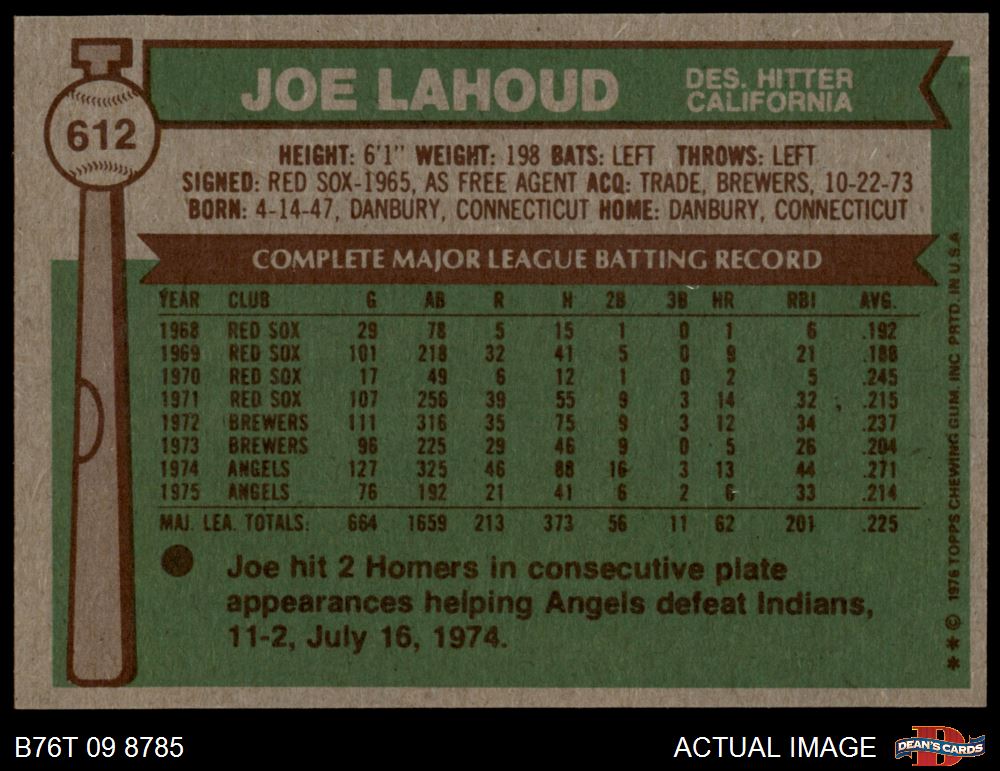 612
JOE LAHOUD
DES. HITTER
CALIFORNIA
HEIGHT: 6'1" WEIGHT: 198 BATS: LEFT THROWS: LEFT
SIGNED: RED SOX-1965, AS FREE AGENT ACQ: TRADE, BREWERS, 10-22-73
BORN: 4-14-47, DANBURY, CONNECTICUT HOME: DANBURY, CONNECTICUT
COMPLETE MAJOR LEAGUE BATTING RECORD
YEAR CLUB G AB R H 2B 3B HR RBI AVG.
1968 RED SOX 29 78 5 15 1 0 1 6 .192
1969 RED SOX 101 218 32 41 5 0 9 21 .188
1970 RED SOX 17 49 6 12 1 0 2 5 .245
1971 RED SOX 107 256 39 55 9 3 14 32 .215
1972 BREWERS 111 316 35 75 9 3 12 34 .237
1973 BREWERS 96 225 29 46 9 0 5 26 .204
1974 ANGELS 127 325 46 88 16 3 13 44 .271
1975 ANGELS 76 192 21 41 6 2 6 33 .214
MAJ. LEA. TOTALS: 664 1659 213 373 56 11 62 201 .225
Joe hit 2 Homers in consecutive plate
appearances helping Angels defeat Indians,
11-2, July 16, 1974.
** © 1976 TOPPS CHEWING GUM, INC PRTD. IN U.S.A
B76T 09 8785
ACTUAL IMAGE
D
DEAN'S CARDS